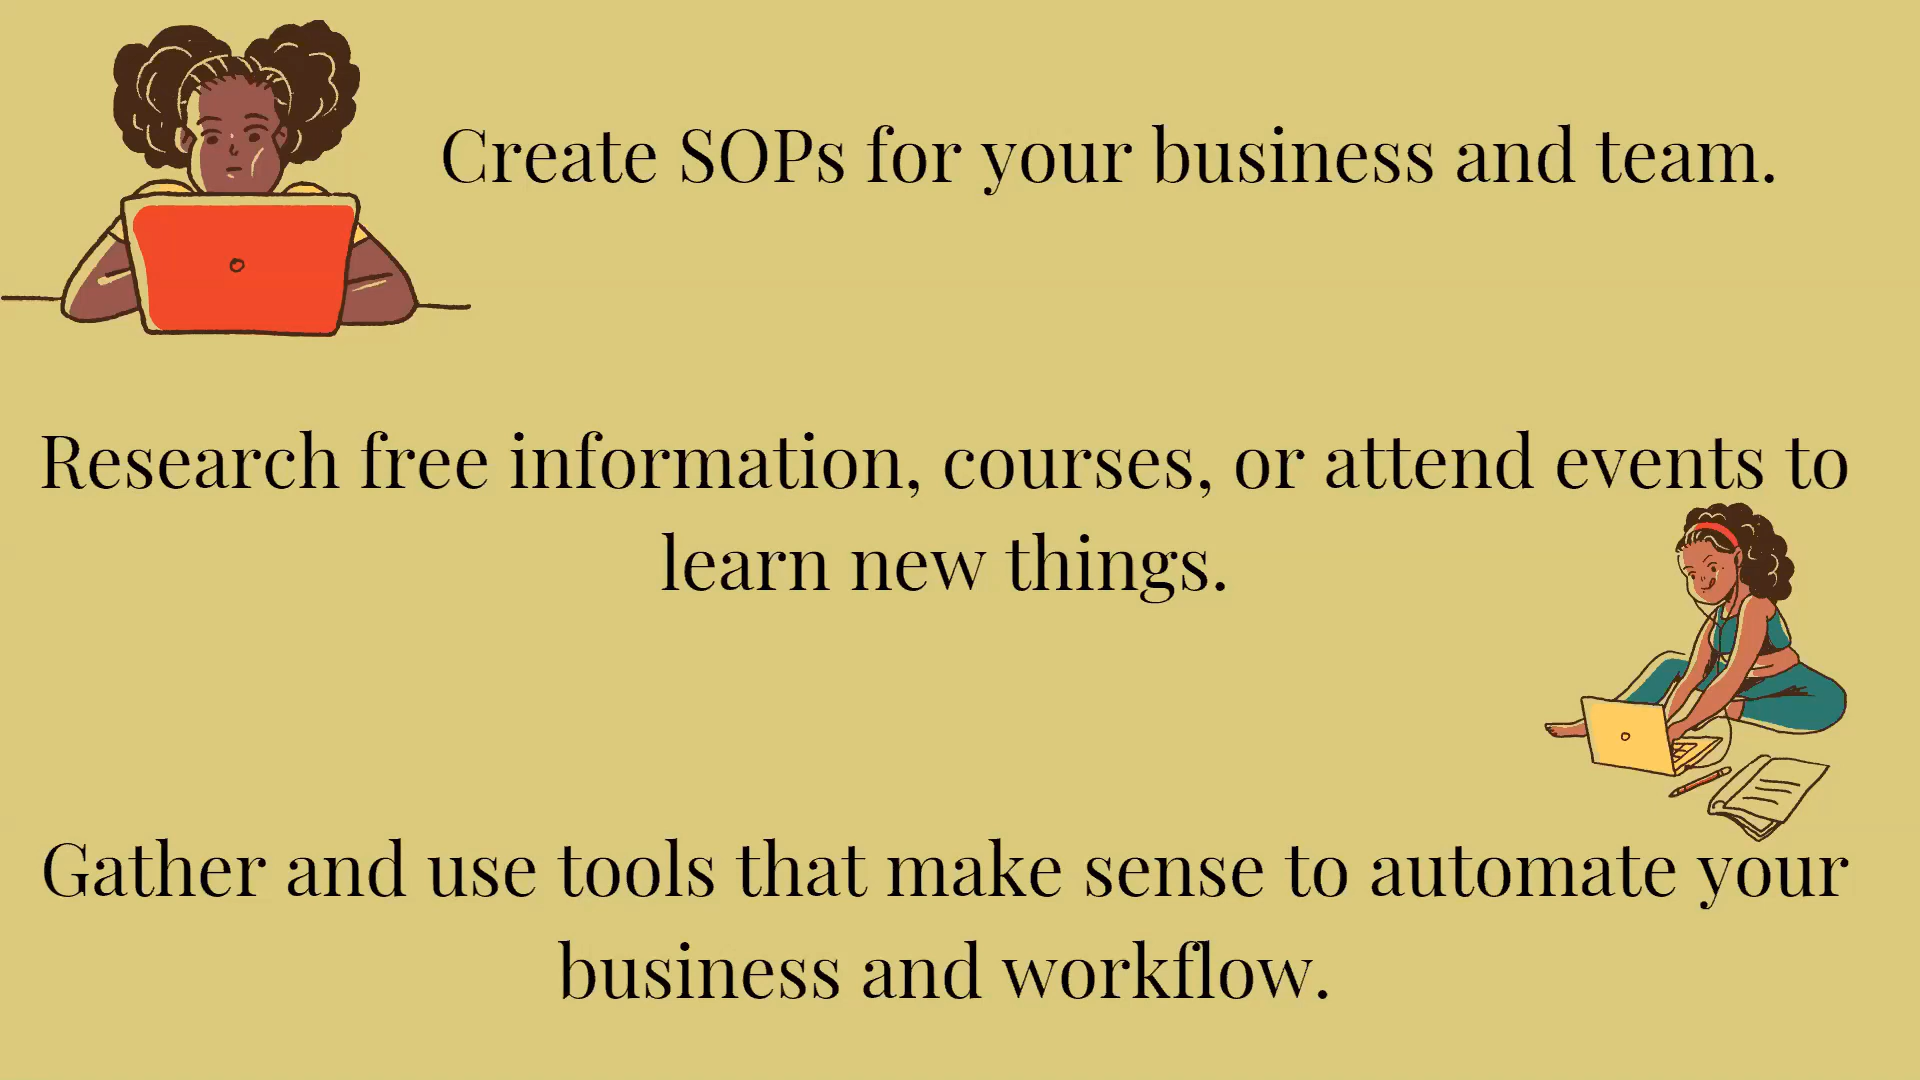 Create SOPs for your business and team.
Research free information, courses, or attend events to
learn new things.
Gather and use tools that make sense to automate your
business and workflow.